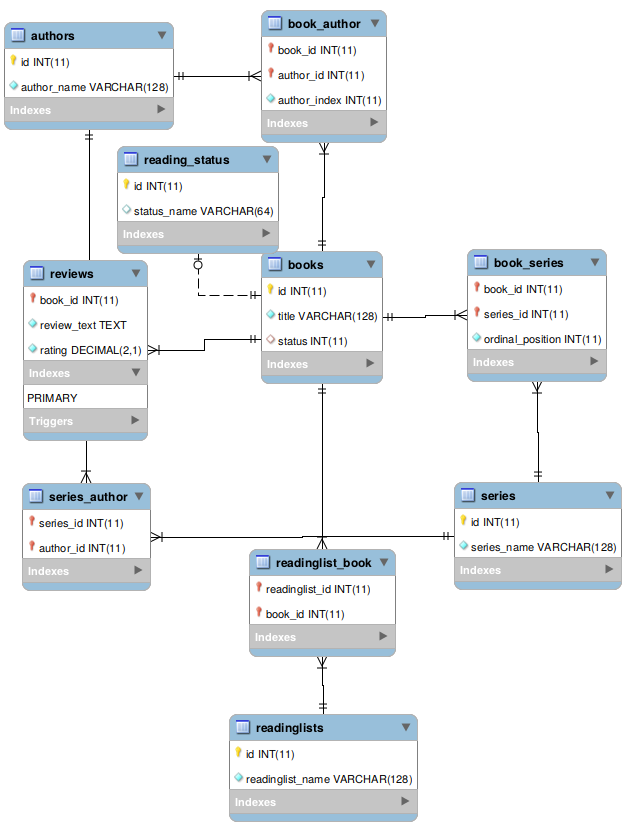 authors
id INT(11)
author_name VARCHAR(128)
Indexes
book_author
book_id INT(11)
author_id INT(11)
author_index INT(11)
Indexes
reading_status
id INT(11)
status_name VARCHAR(64)
Indexes
reviews
book_id INT(11)
review_text TEXT
rating DECIMAL(2,1)
Indexes
PRIMARY
Triggers
books
id INT(11)
title VARCHAR(128)
status INT(11)
Indexes
book_series
book_id INT(11)
series_id INT(11)
ordinal_position INT(11)
Indexes
series_author
series_id INT(11)
author_id INT(11)
Indexes
series
id INT(11)
series_name VARCHAR(128)
Indexes
readinglist_book
readinglist_id INT(11)
book_id INT(11)
Indexes
readinglists
id INT(11)
readinglist_name VARCHAR(128)
Indexes